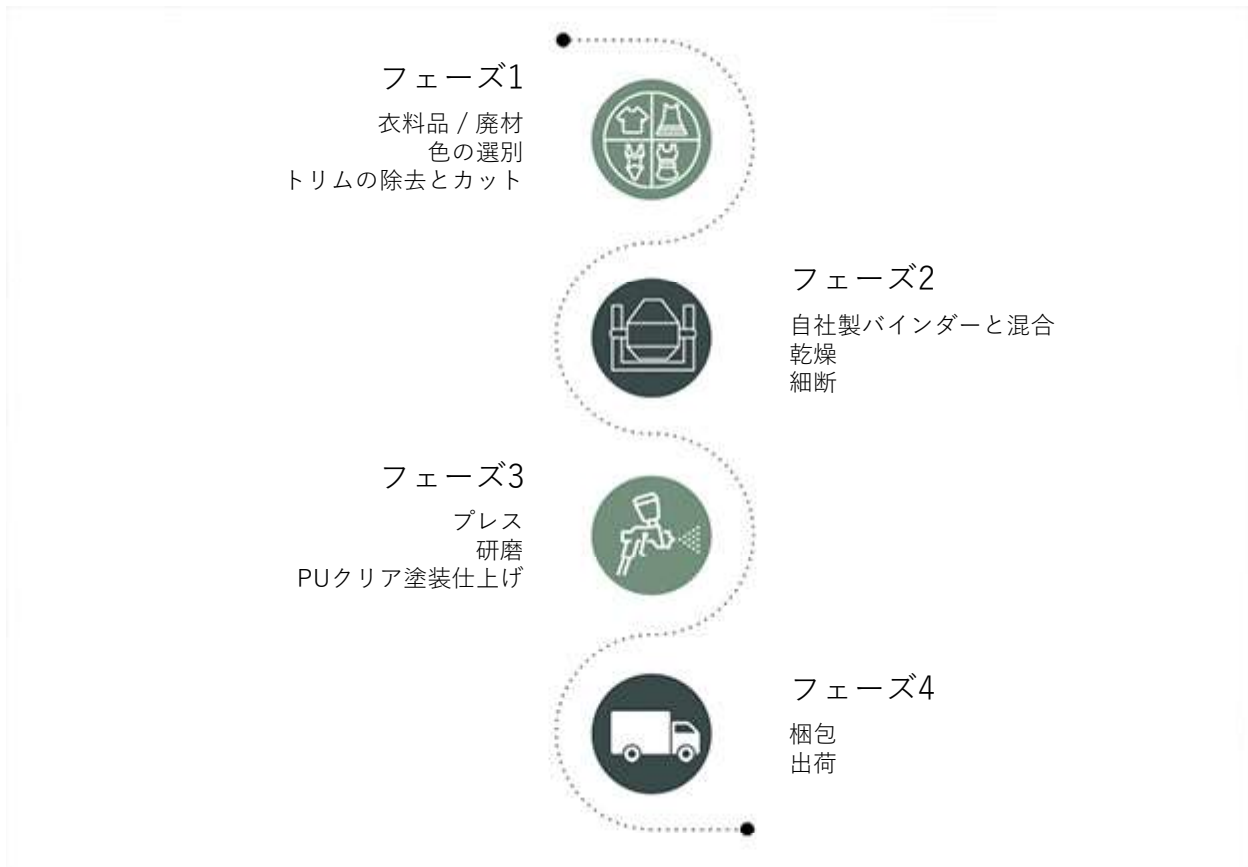 フェーズ1
衣料品 / 廃材
色の選別
トリムの除去とカット
フェーズ2
自社製バインダーと混合
乾燥
細断
フェーズ3
プレス
研磨
PUクリア塗装仕上げ
フェーズ4
梱包
出荷